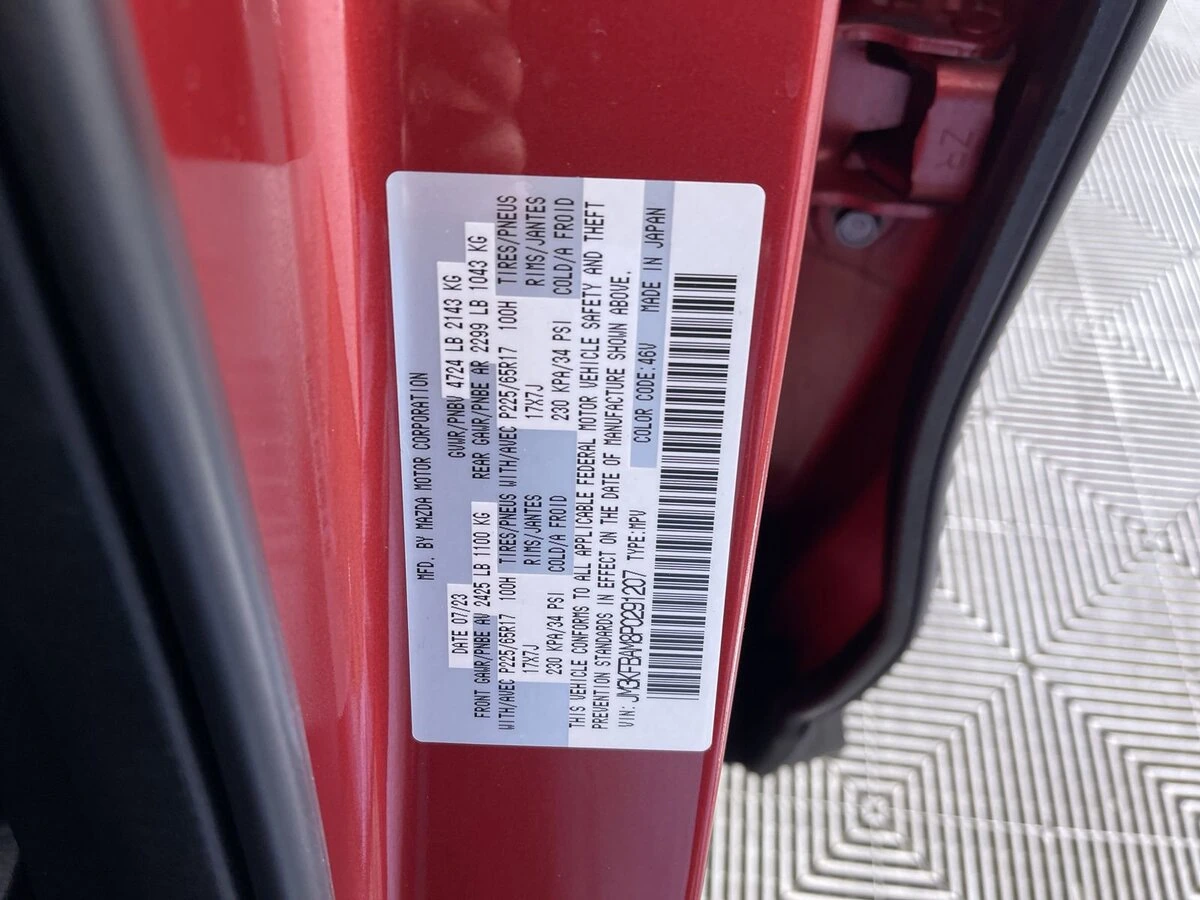 MFD. BY MAZDA MOTOR CORPORATION
DATE 07/23 GVWR/PNBV 4724 LB 2143 KG
FRONT GAWR/PNBE AV 2425 LB 1100 KG REAR GAWR/PNBE AR 2299 LB 1043 KG
WITH/AVEC P225/65R17 100H TIRES/PNEUS WITH/AVEC P225/65R17 100H TIRES/PNEUS
17X7J RIMS/JANTES 17X7J RIMS/JANTES
230 KPA/34 PSI COLD/A FROID 230 KPA/34 PSI COLD/A FROID
THIS VEHICLE CONFORMS TO ALL APPLICABLE FEDERAL MOTOR VEHICLE SAFETY AND THEFT
PREVENTION STANDARDS IN EFFECT ON THE DATE OF MANUFACTURE SHOWN ABOVE.
VIN: JM3KFBAM8P0291207 TYPE:MPV COLOR CODE:46V MADE IN JAPAN